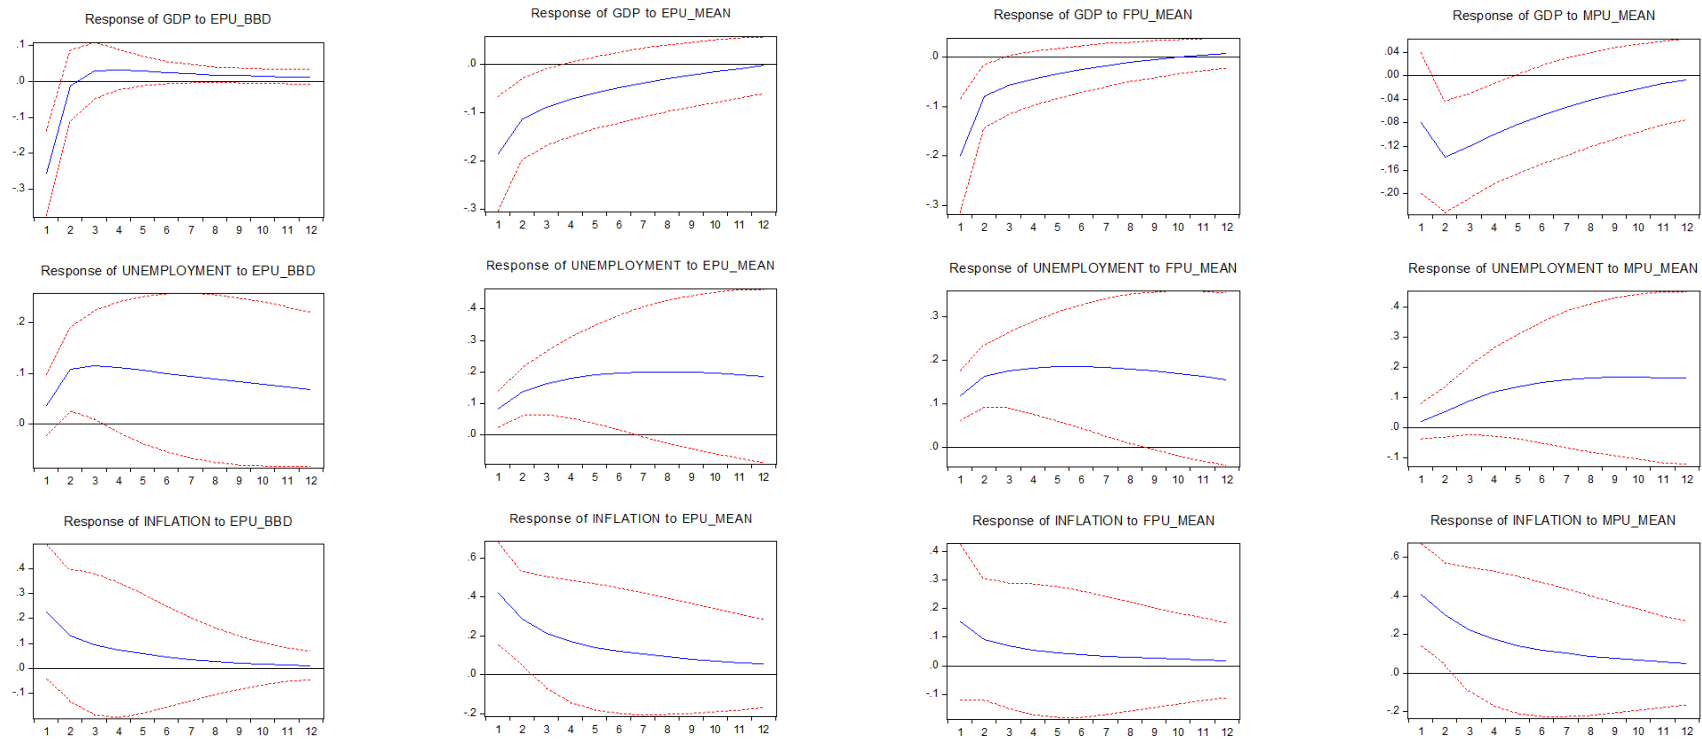 Response of GDP to EPU_BBD
.1
.0
-.1
-.2
-.3
1 2 3 4 5 6 7 8 9 10 11 12
Response of GDP to EPU_MEAN
.0
-.1
-.2
-.3
1 2 3 4 5 6 7 8 9 10 11 12
Response of GDP to FPU_MEAN
.0
-.1
-.2
-.3
1 2 3 4 5 6 7 8 9 10 11 12
Response of GDP to MPU_MEAN
.04
.00
-.04
-.08
-.12
-.16
-.20
1 2 3 4 5 6 7 8 9 10 11 12
Response of UNEMPLOYMENT to EPU_BBD
.2
.1
.0
1 2 3 4 5 6 7 8 9 10 11 12
Response of UNEMPLOYMENT to EPU_MEAN
.4
.3
.2
.1
.0
1 2 3 4 5 6 7 8 9 10 11 12
Response of UNEMPLOYMENT to FPU_MEAN
.3
.2
.1
.0
1 2 3 4 5 6 7 8 9 10 11 12
Response of UNEMPLOYMENT to MPU_MEAN
.4
.3
.2
.1
.0
-.1
1 2 3 4 5 6 7 8 9 10 11 12
Response of INFLATION to EPU_BBD
.4
.3
.2
.1
.0
-.1
1 2 3 4 5 6 7 8 9 10 11 12
Response of INFLATION to EPU_MEAN
.6
.4
.2
.0
-.2
1 2 3 4 5 6 7 8 9 10 11 12
Response of INFLATION to FPU_MEAN
.4
.3
.2
.1
.0
-.1
1 2 3 4 5 6 7 8 9 10 11 12
Response of INFLATION to MPU_MEAN
.6
.4
.2
.0
-.2
1 2 3 4 5 6 7 8 9 10 11 12